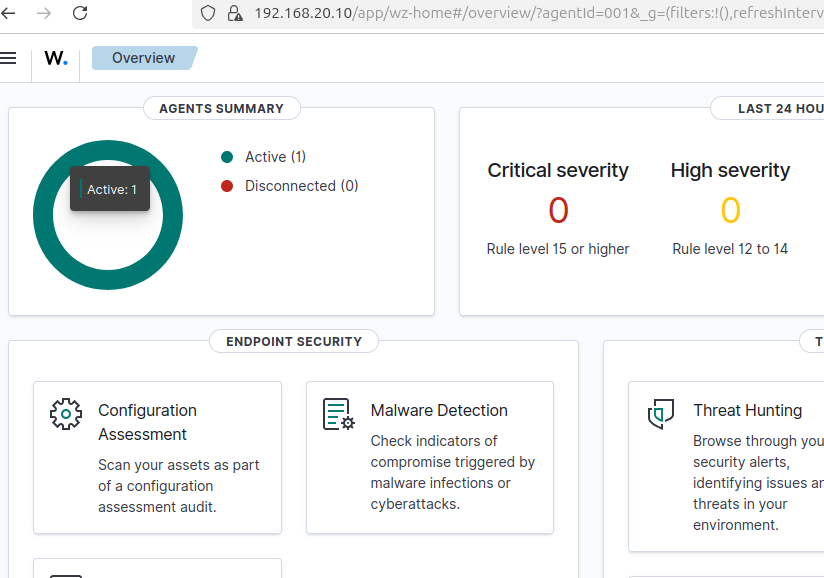 192.168.20.10/app/wz-home#/overview/?agentId=001&_g=(filters:!(),refreshInterv
W.
Overview
AGENTS SUMMARY
Active: 1
Active (1)
Disconnected (0)
LAST 24 HOU
Critical severity
0
Rule level 15 or higher
High severity
0
Rule level 12 to 14
ENDPOINT SECURITY
Configuration
Assessment
Scan your assets as part
of a configuration
assessment audit.
Malware Detection
Check indicators of
compromise triggered by
malware infections or
cyberattacks.
T
Threat Hunting
Browse through you
security alerts,
identifying issues an
threats in your
environment.